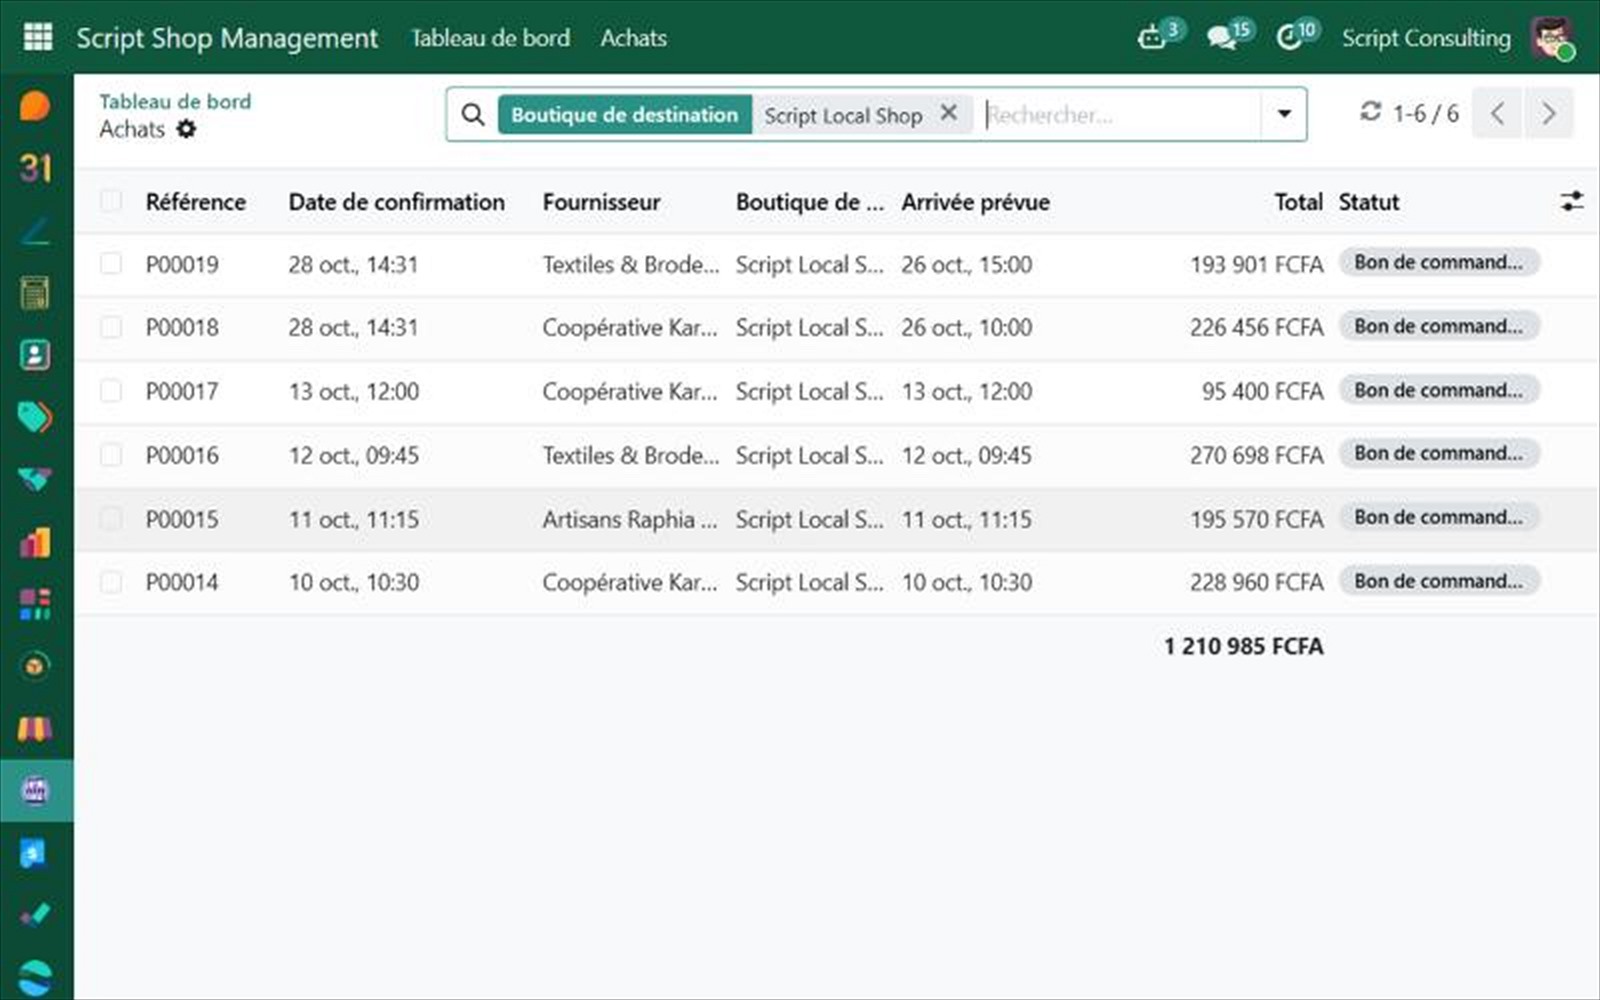 Script Shop Management Tableau de bord Achats 3 15 10 Script Consulting
31
Tableau de bord
Achats
Boutique de destination Script Local Shop Rechercher... 1-6 / 6
Référence Date de confirmation Fournisseur Boutique de ... Arrivée prévue Total Statut
P00019 28 oct., 14:31 Textiles & Brode... Script Local S... 26 oct., 15:00 193 901 FCFA Bon de command...
P00018 28 oct., 14:31 Coopérative Kar... Script Local S... 26 oct., 10:00 226 456 FCFA Bon de command...
P00017 13 oct., 12:00 Coopérative Kar... Script Local S... 13 oct., 12:00 95 400 FCFA Bon de command...
P00016 12 oct., 09:45 Textiles & Brode... Script Local S... 12 oct., 09:45 270 698 FCFA Bon de command...
P00015 11 oct., 11:15 Artisans Raphia ... Script Local S... 11 oct., 11:15 195 570 FCFA Bon de command...
P00014 10 oct., 10:30 Coopérative Kar... Script Local S... 10 oct., 10:30 228 960 FCFA Bon de command...
1 210 985 FCFA